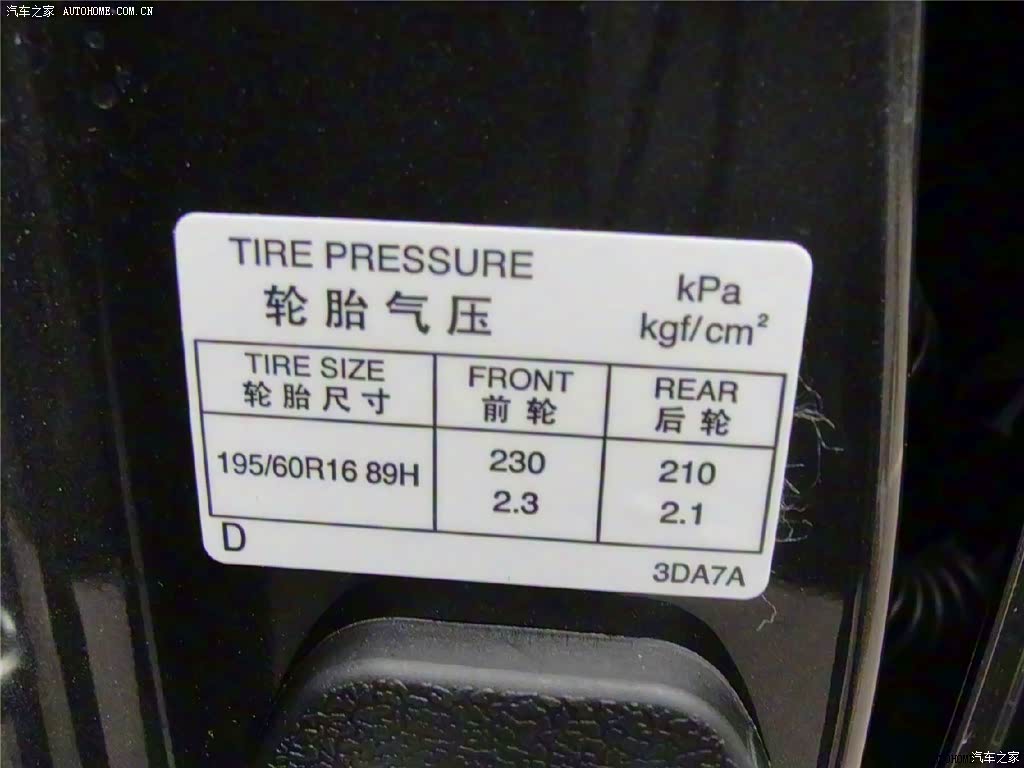 汽车之家 AUTOHOME.COM.CN
TIRE PRESSURE
轮胎气压
kPa
kgf/cm²
TIRE SIZE
轮胎尺寸
FRONT
前轮
REAR
后轮
195/60R16 89H
230
2.3
210
2.1
D
3DA7A
AUTOHOME 汽车之家